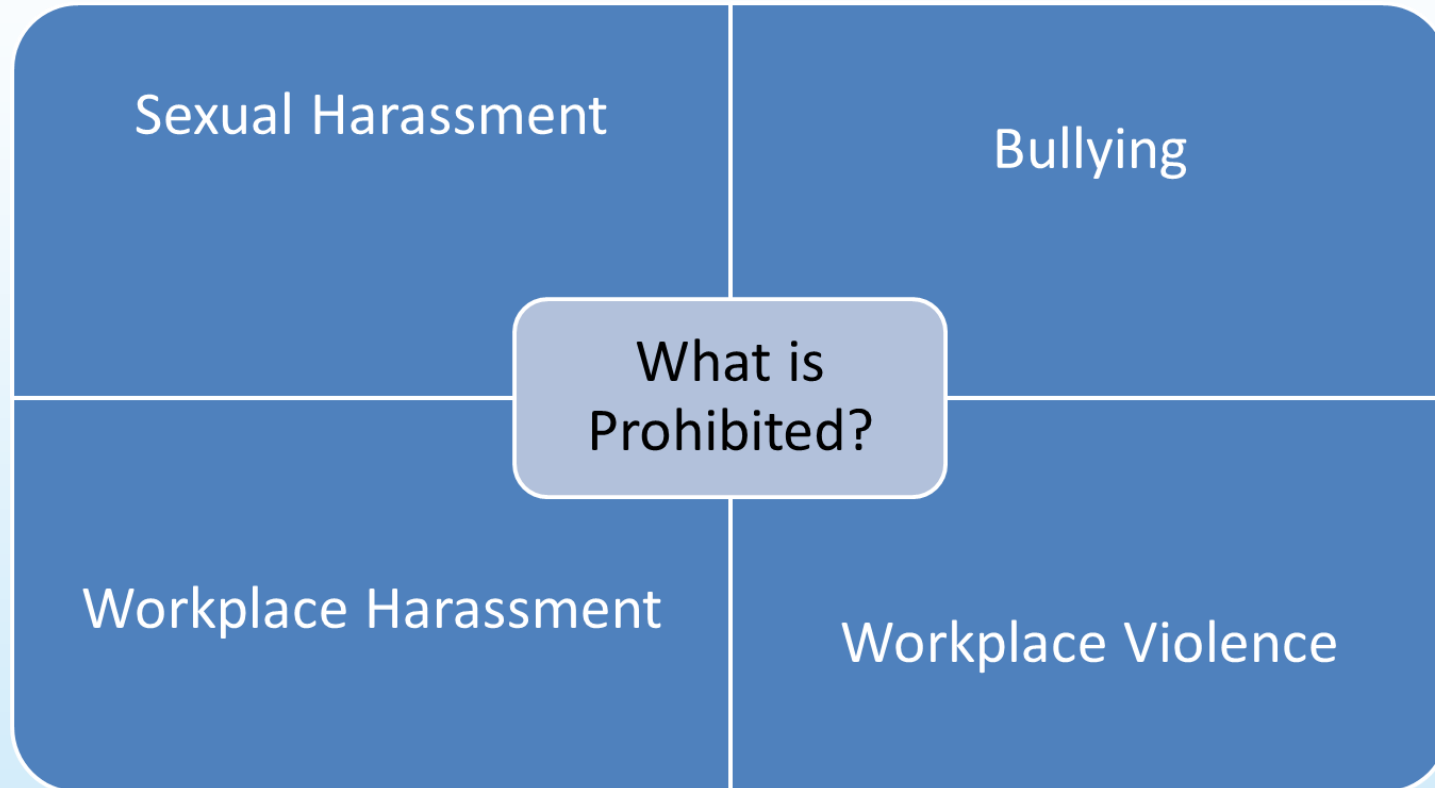 Sexual Harassment
Bullying
What is
Prohibited?
Workplace Harassment
Workplace Violence